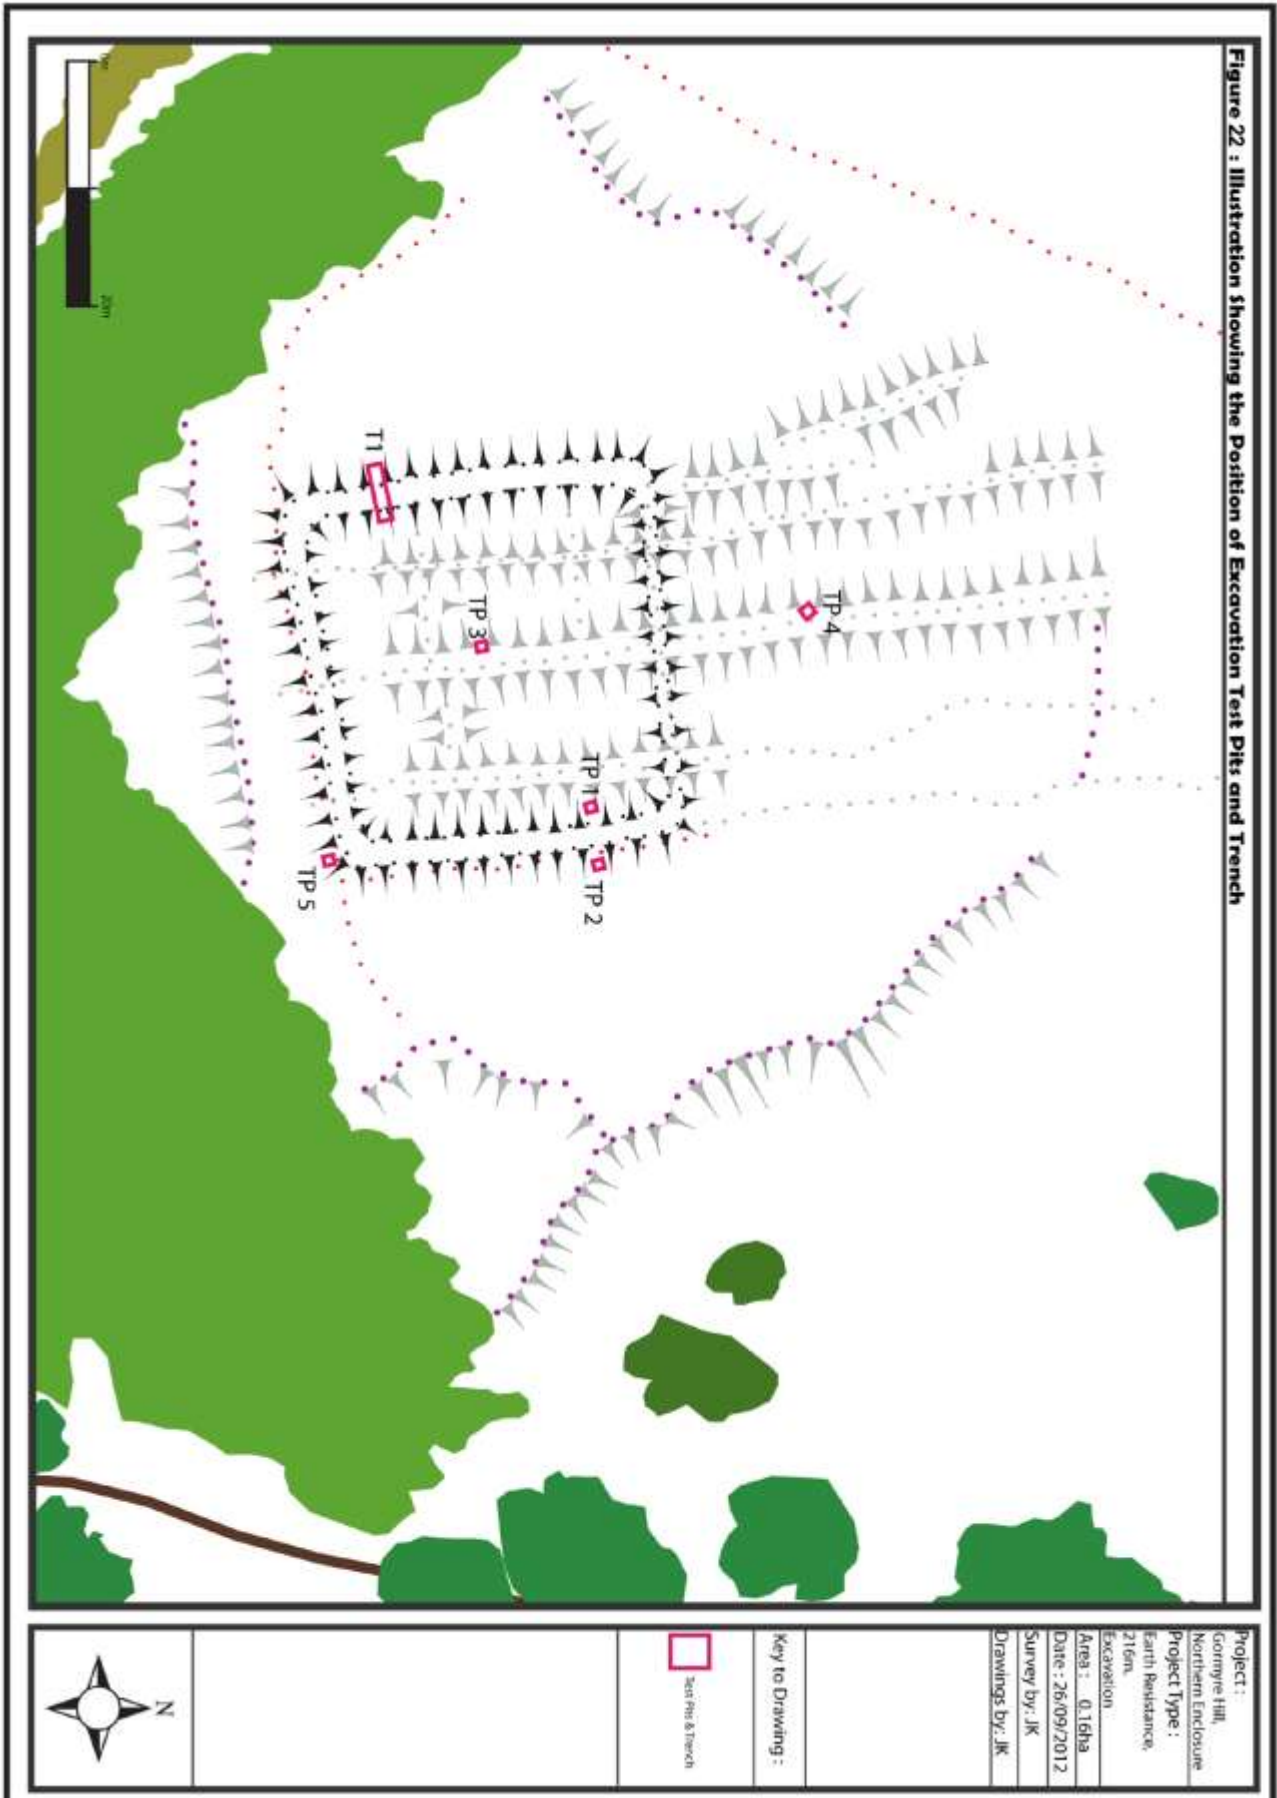 Figure 22 : Illustration Showing the Position of Excavation Test Pits and Trench
0m
20m
T1
TP 3
TP 4
TP 1
TP 2
TP 5
Project :
Gormyre Hill,
Northern Enclosure
Project Type :
Earth Resistance,
216m,
Excavation
Area : 0.16ha
Date : 26/09/2012
Survey by: JK
Drawings by: JK
Key to Drawing :
Test Pits & Trench
N